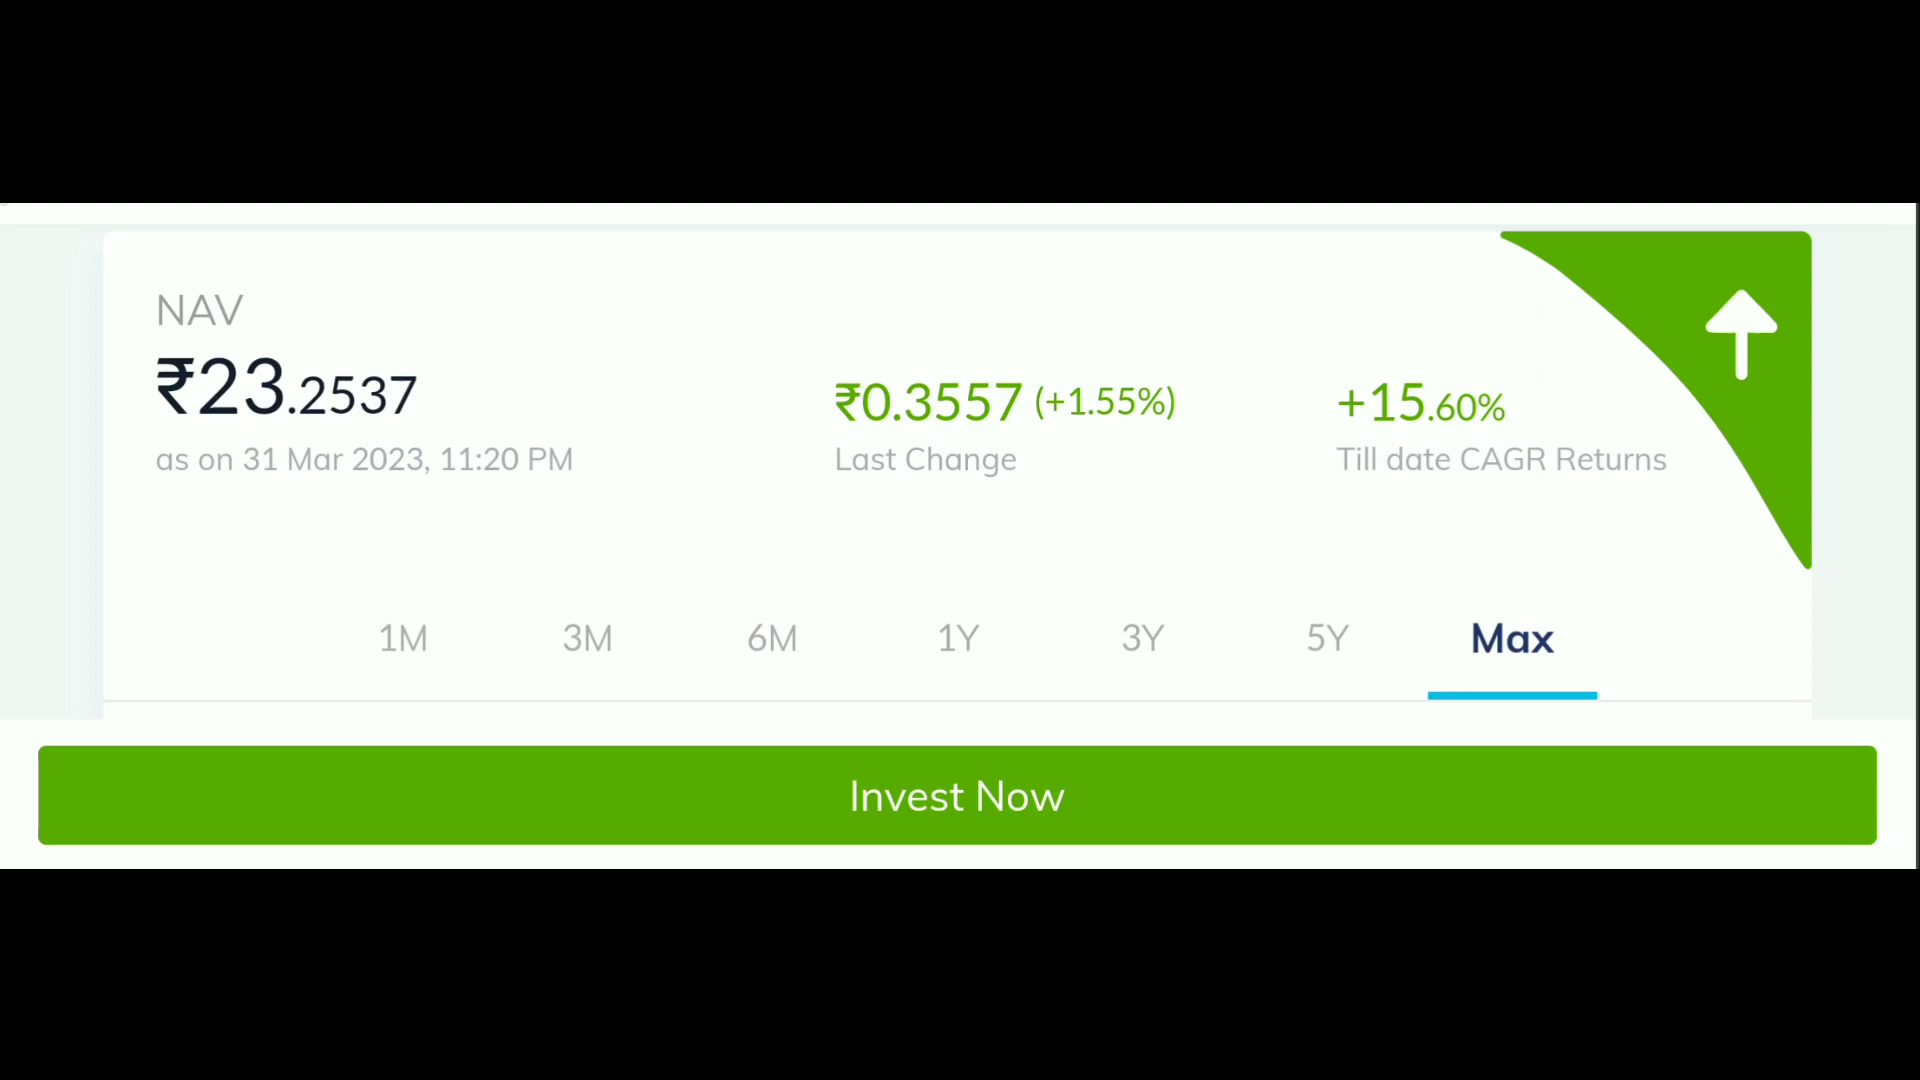 NAV
₹23.2537
₹0.3557 (+1.55%)
+15.60%
as on 31 Mar 2023, 11:20 PM
Last Change
Till date CAGR Returns
1M 3M 6M 1Y 3Y 5Y Max
Invest Now